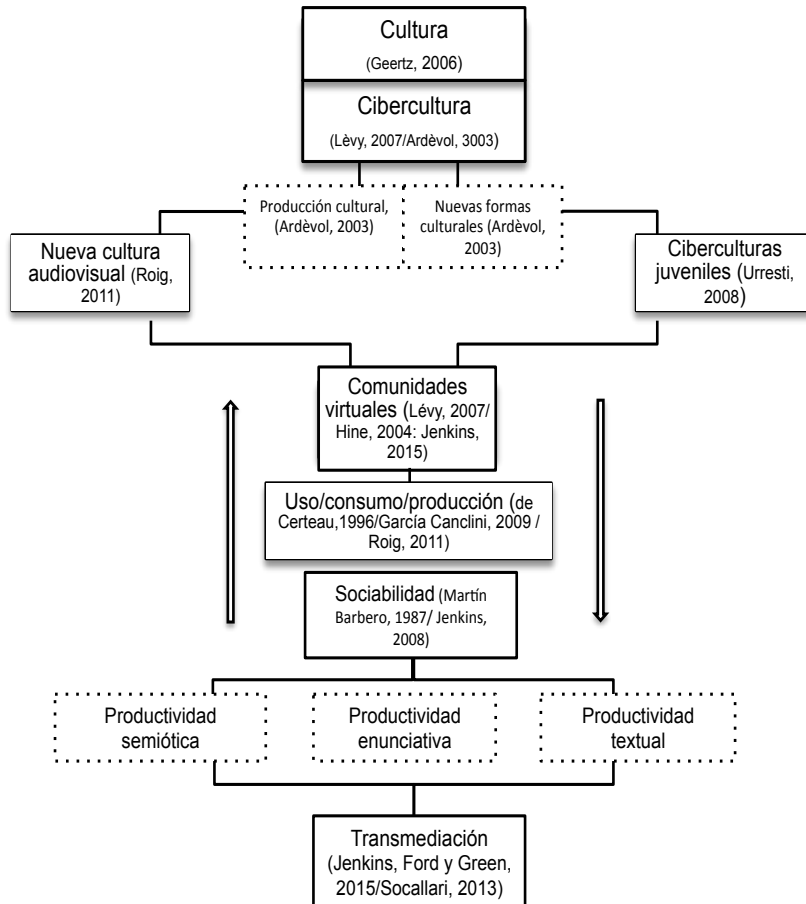 Cultura
(Geertz, 2006)
Cibercultura
(Lèvy, 2007/Ardèvol, 3003)
Producción cultural,
(Ardèvol, 2003)
Nuevas formas
culturales (Ardèvol,
2003)
Nueva cultura
audiovisual (Roig,
2011)
Ciberculturas
juveniles (Urresti,
2008)
Comunidades
virtuales (Lévy, 2007/
Hine, 2004: Jenkins,
2015)
Uso/consumo/producción (de
Certeau,1996/García Canclini, 2009 /
Roig, 2011)
Sociabilidad (Martín
Barbero, 1987/ Jenkins,
2008)
Productividad
semiótica
Productividad
enunciativa
Productividad
textual
Transmediación
(Jenkins, Ford y Green,
2015/Socallari, 2013)